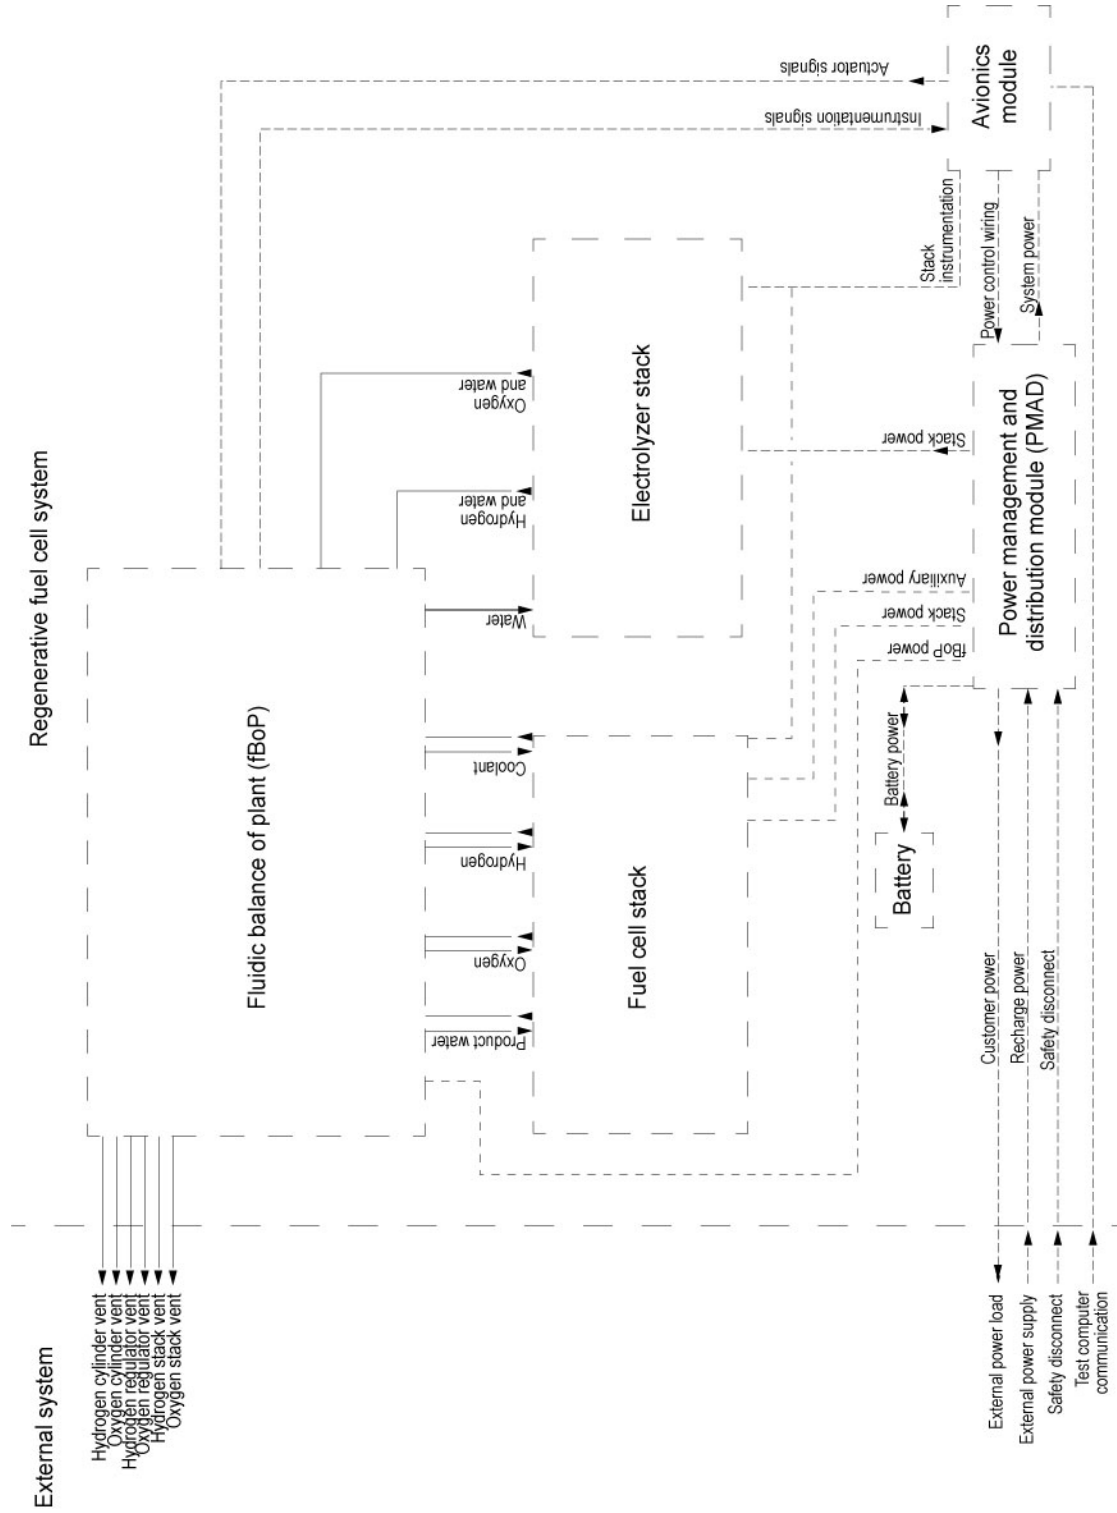 External system
Regenerative fuel cell system
Hydrogen cylinder vent
Oxygen cylinder vent
Hydrogen regulator vent
Oxygen regulator vent
Hydrogen stack vent
Oxygen stack vent
Fluidic balance of plant (fBoP)
Product water
Oxygen
Hydrogen
Coolant
Water
Hydrogen
and water
Oxygen
and water
Fuel cell stack
Electrolyzer stack
Actuator signals
Instrumentation signals
Avionics
module
Stack
instrumentation
Power control wiring
System power
Stack power
Auxiliary power
Stack power
fBoP power
Battery power
Battery
Power management and
distribution module (PMAD)
Customer power
Recharge power
Safety disconnect
External power load
External power supply
Safety disconnect
Test computer
communication